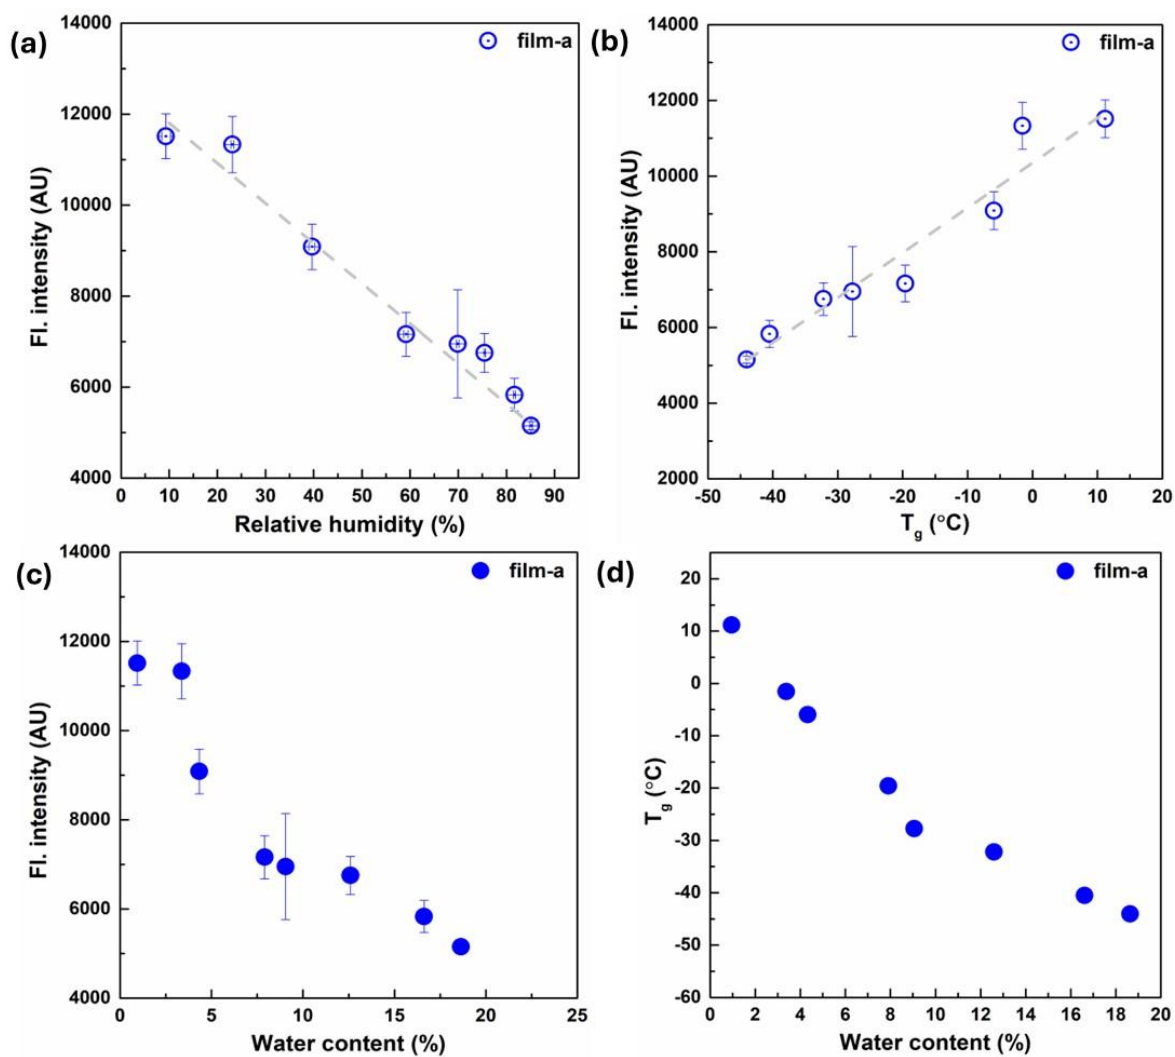 (a)
film-a
14000
12000
10000
8000
6000
4000
Fl. intensity (AU)
0 10 20 30 40 50 60 70 80 90
Relative humidity (%)
(b)
film-a
14000
12000
10000
8000
6000
4000
2000
Fl. intensity (AU)
-50 -40 -30 -20 -10 0 10 20
Tg (°C)
(c)
film-a
14000
12000
10000
8000
6000
4000
Fl. intensity (AU)
0 5 10 15 20 25
Water content (%)
(d)
film-a
20
10
0
-10
-20
-30
-40
-50
-60
Tg (°C)
0 2 4 6 8 10 12 14 16 18 20
Water content (%)